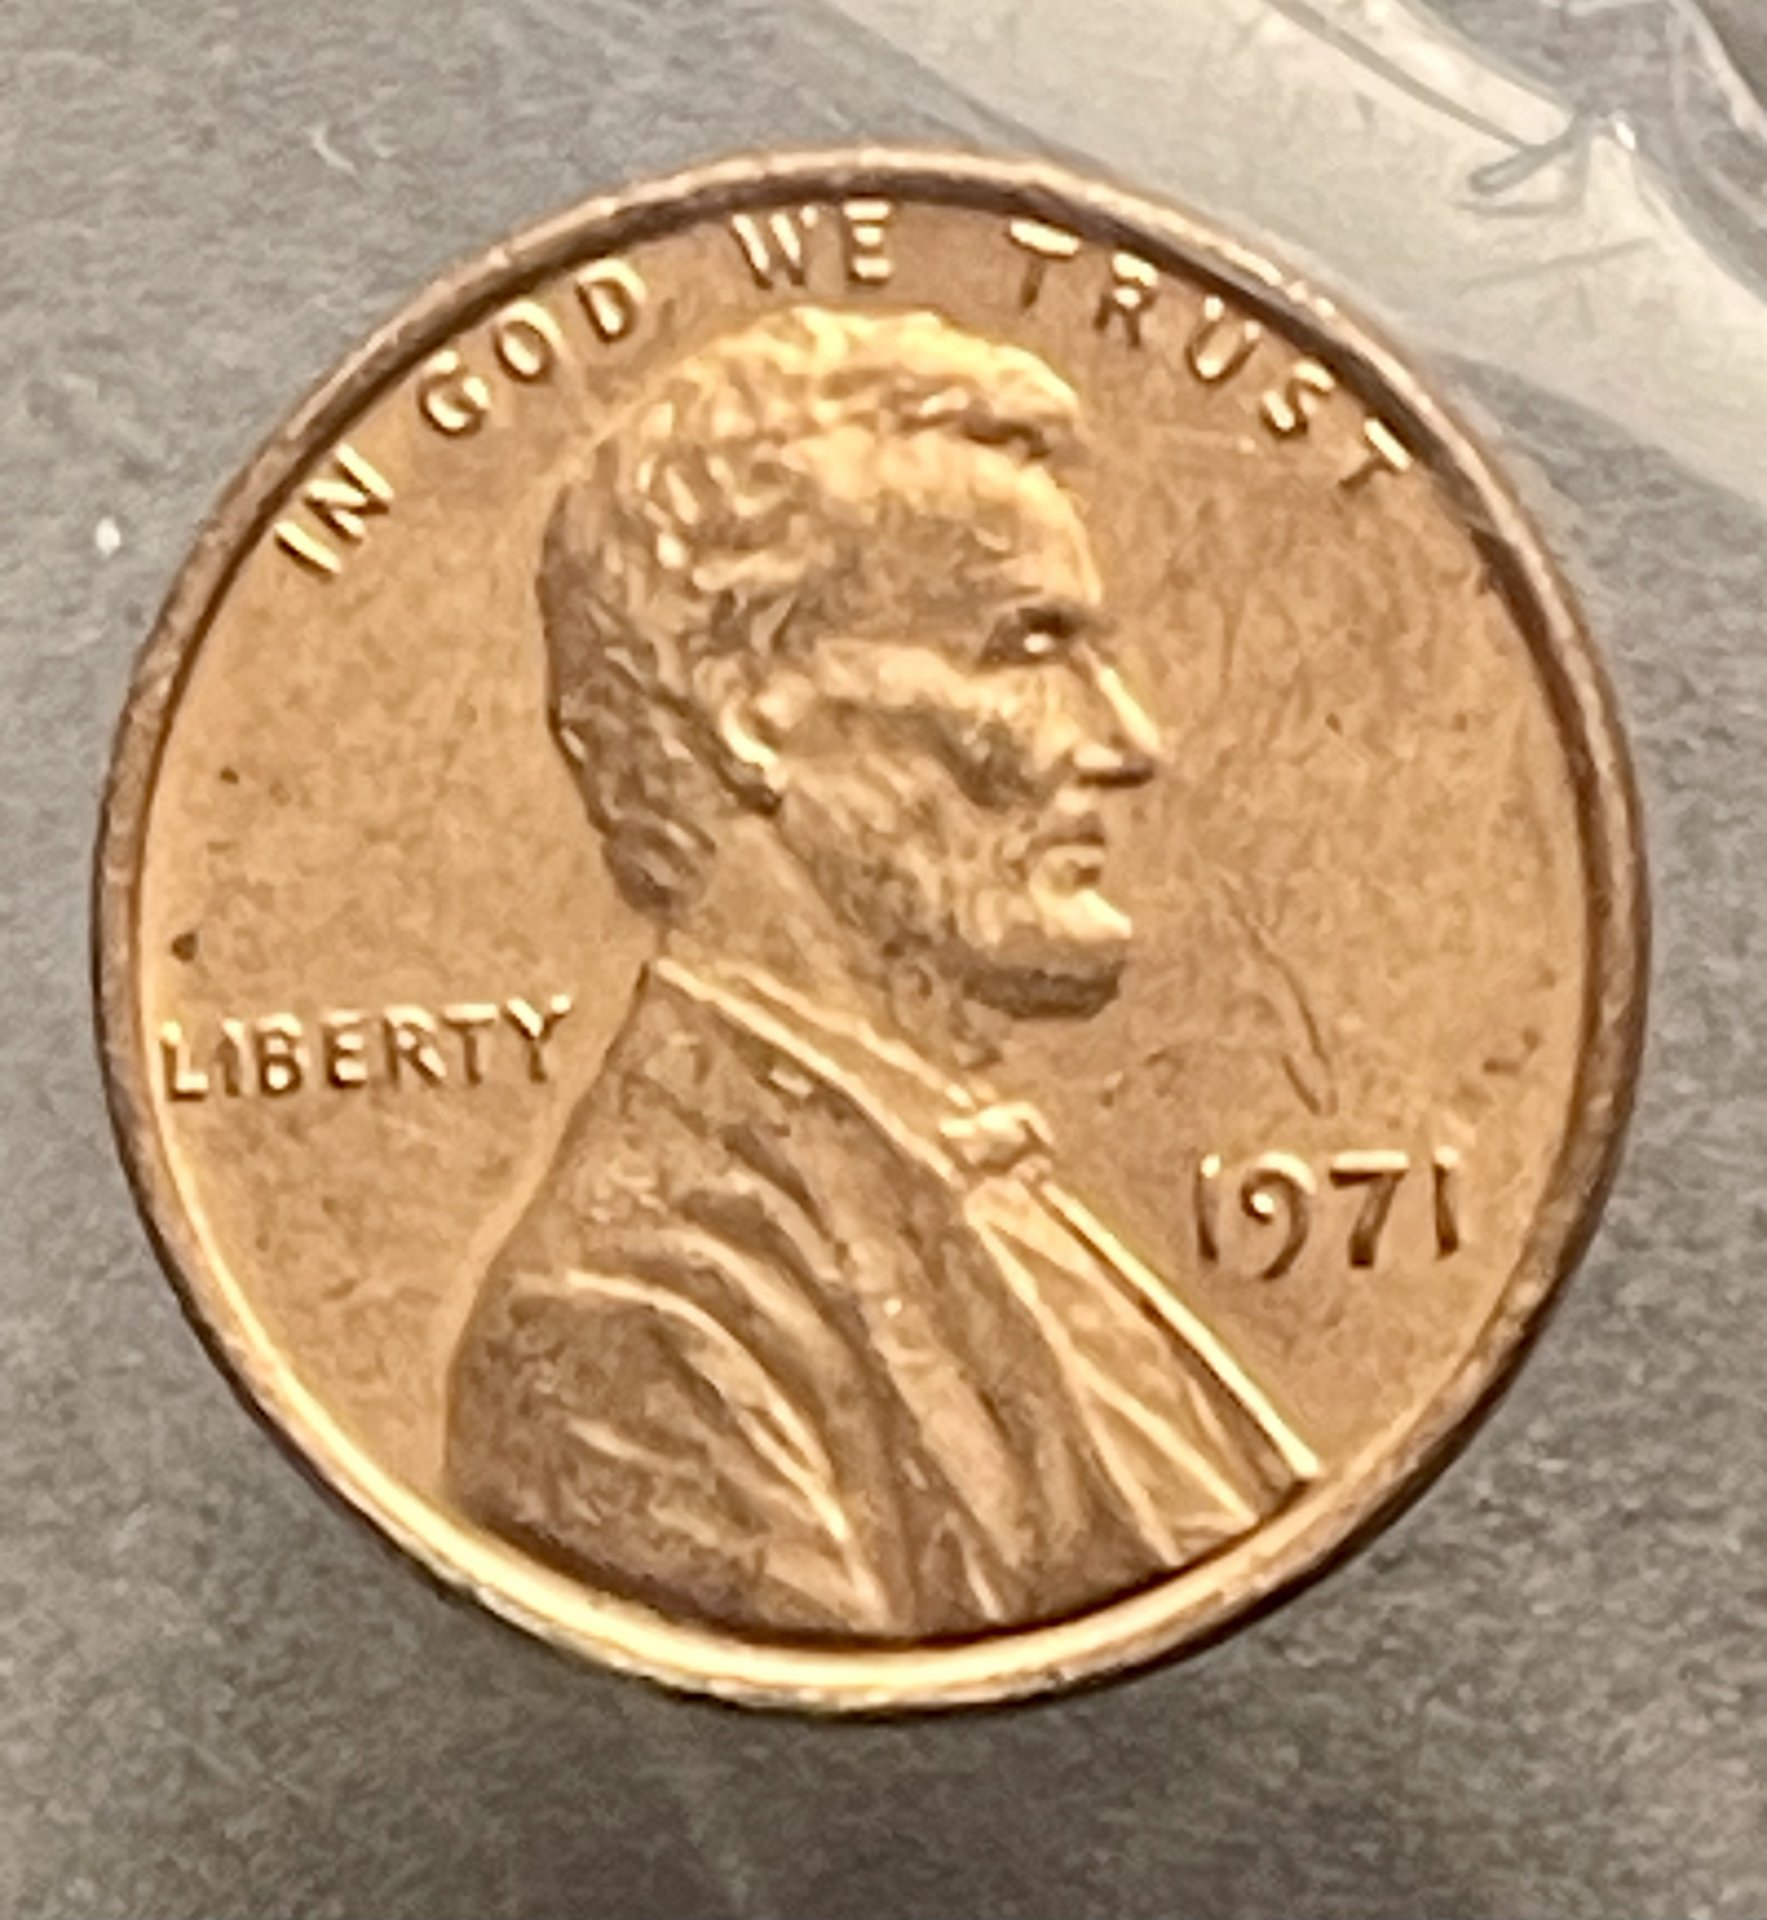 IN GOD WE TRUST
LIBERTY
1971